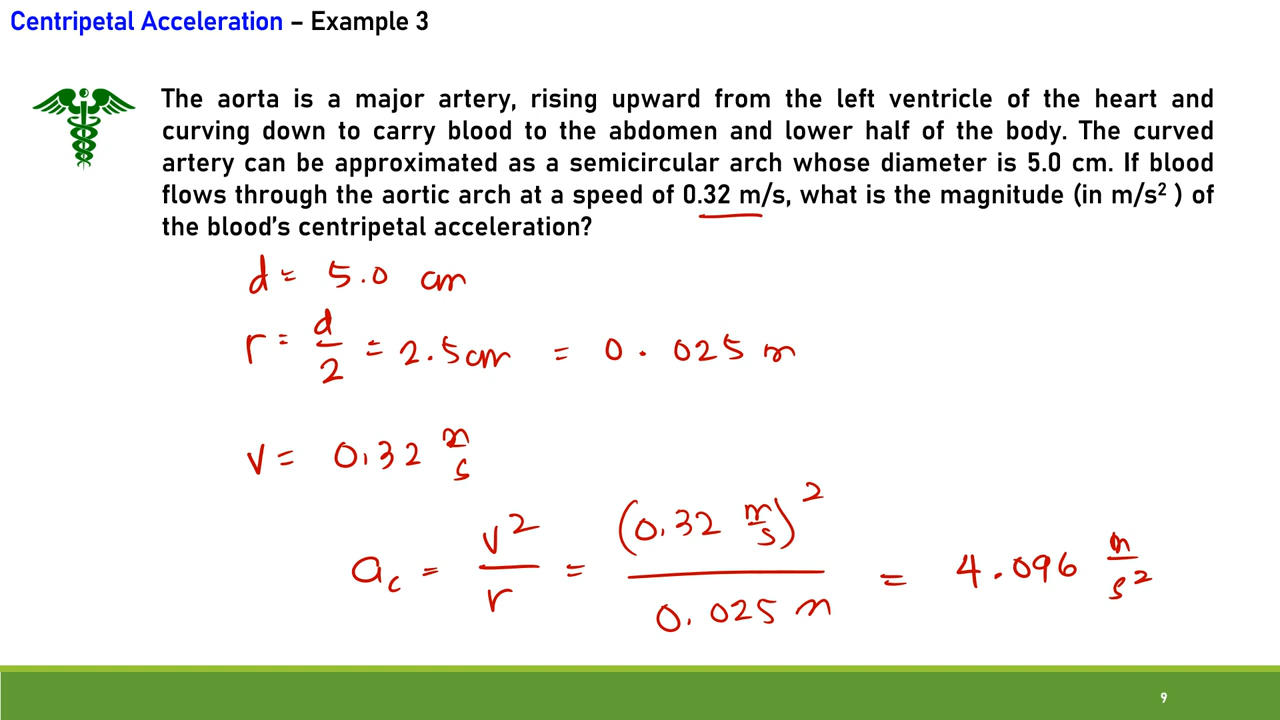 Centripetal Acceleration – Example 3
The aorta is a major artery, rising upward from the left ventricle of the heart and
curving down to carry blood to the abdomen and lower half of the body. The curved
artery can be approximated as a semicircular arch whose diameter is 5.0 cm. If blood
flows through the aortic arch at a speed of 0.32 m/s, what is the magnitude (in m/s² ) of
the blood's centripetal acceleration?
d = 5.0 cm
r = d/2 = 2.5cm = 0.025 m
v = 0.32 m/s
a_c = v²/r = (0.32 m/s)²/0.025 m = 4.096 m/s²
9